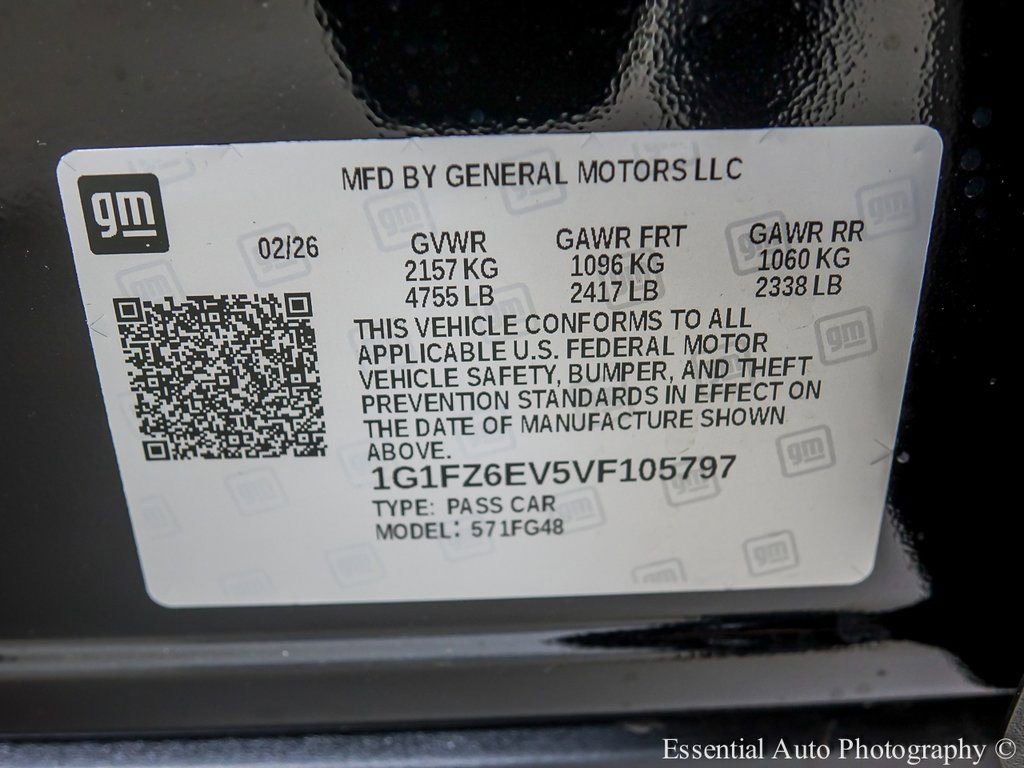 MFD BY GENERAL MOTORS LLC
gm
02/26
GVWR
2157 KG
4755 LB
GAWR FRT
1096 KG
2417 LB
GAWR RR
1060 KG
2338 LB
THIS VEHICLE CONFORMS TO ALL
APPLICABLE U.S. FEDERAL MOTOR
VEHICLE SAFETY, BUMPER, AND THEFT
PREVENTION STANDARDS IN EFFECT ON
THE DATE OF MANUFACTURE SHOWN
ABOVE.
1G1FZ6EV5VF105797
TYPE: PASS CAR
MODEL: 571FG48
Essential Auto Photography ©